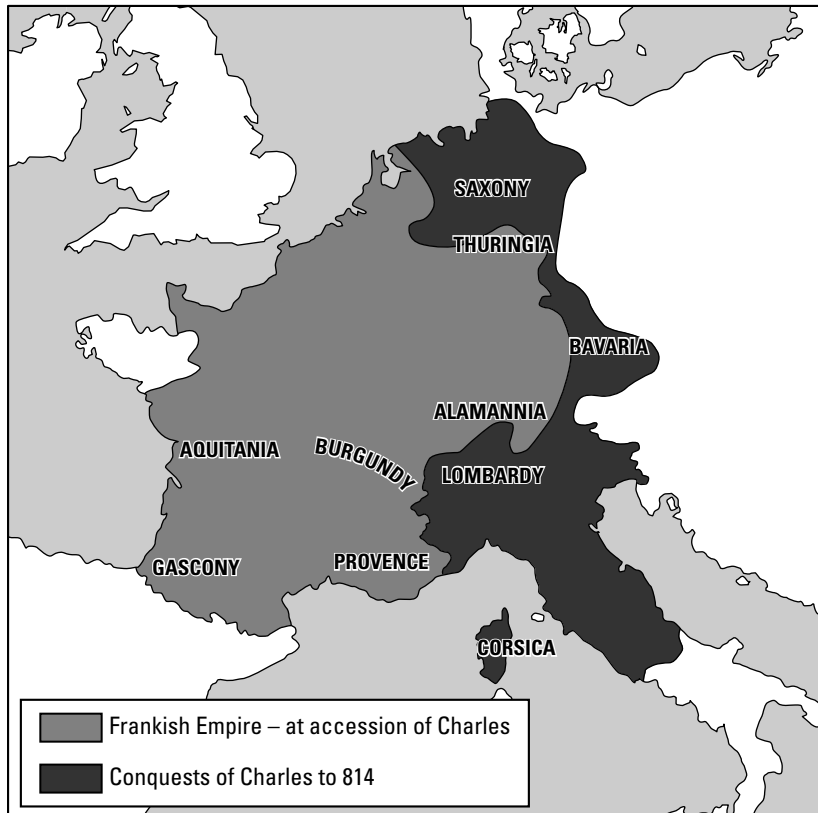 SAXONY
THURINGIA
BAVARIA
ALAMANNIA
AQUITANIA
BURGUNDY
LOMBARDY
GASCONY
PROVENCE
CORSICA
Frankish Empire – at accession of Charles
Conquests of Charles to 814